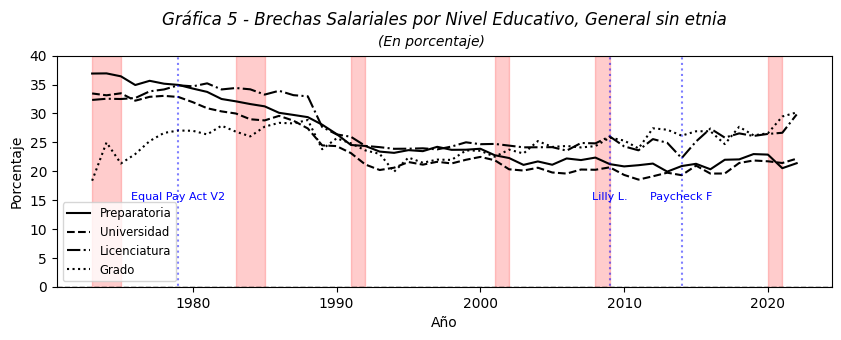 Gráfica 5 - Brechas Salariales por Nivel Educativo, General sin etnia
(En porcentaje)
Porcentaje
40
35
30
25
20
15
10
5
0
Equal Pay Act V2
Lilly L.
Paycheck F
Preparatoria
Universidad
Licenciatura
Grado
1980
1990
2000
2010
2020
Año